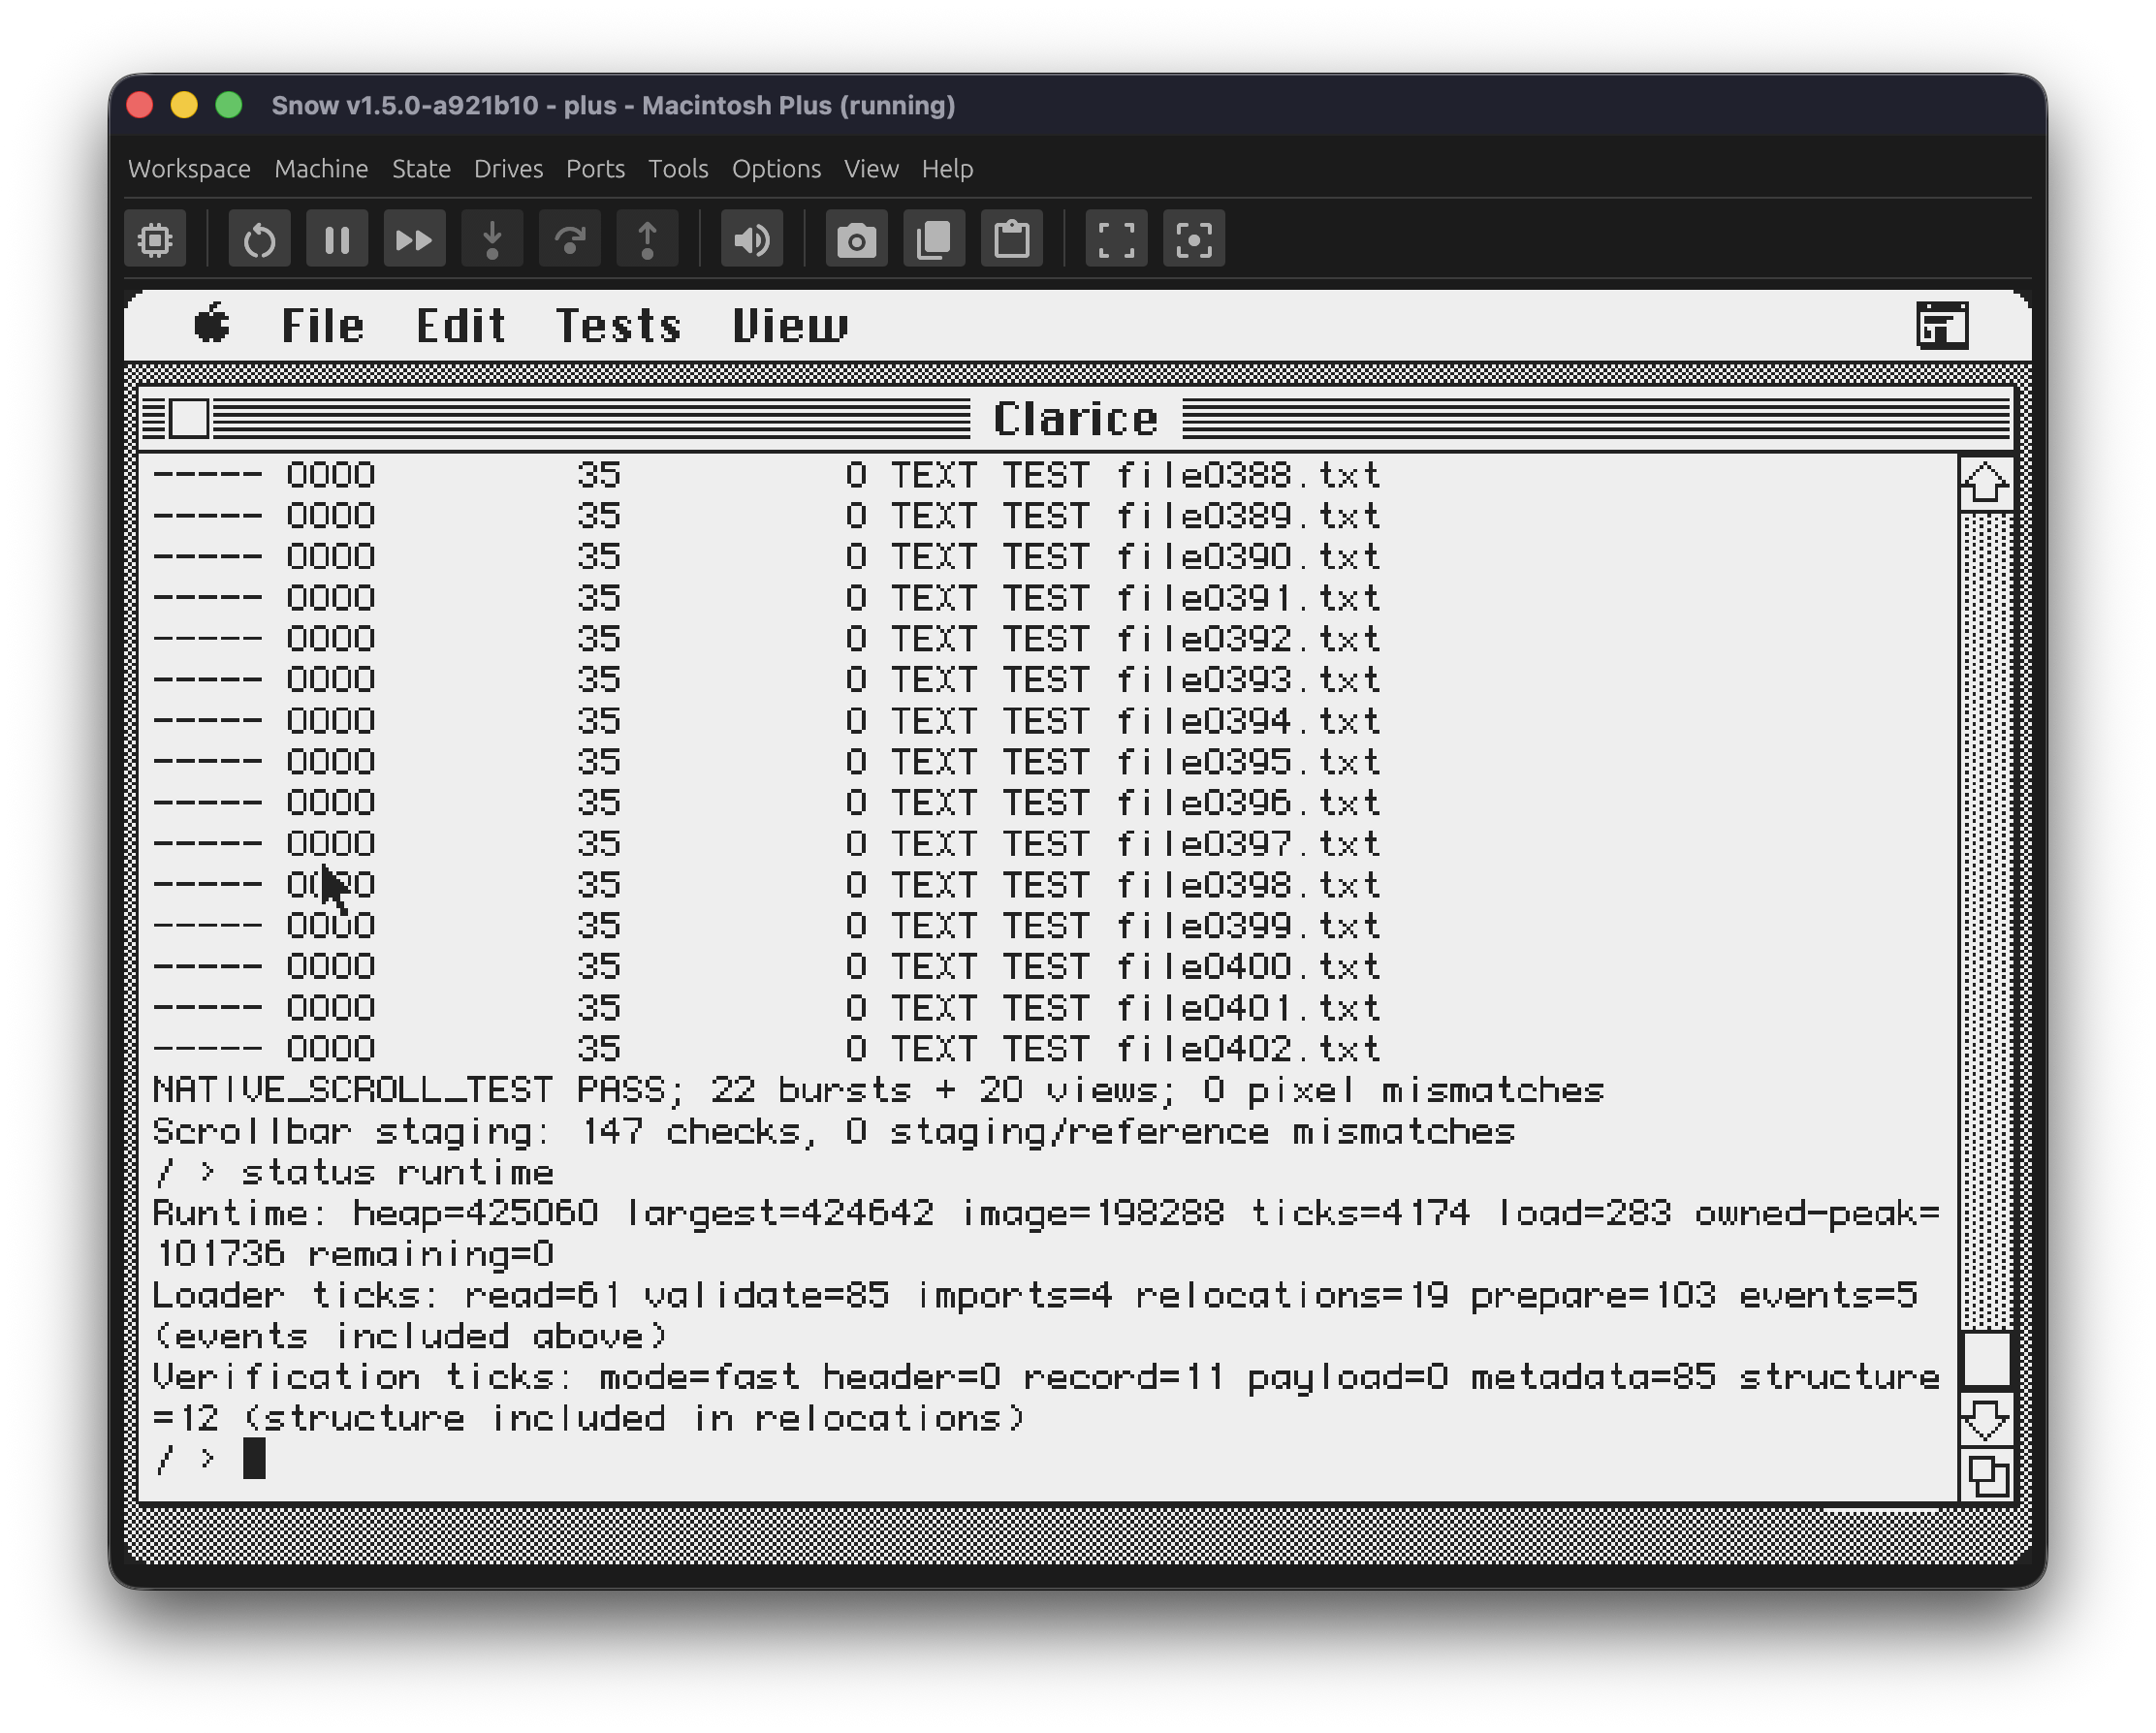 Snow v1.5.0-a921b10 - plus - Macintosh Plus (running)
Workspace Machine State Drives Ports Tools Options View Help
File Edit Tests View
Clarice
----- 0000 35 0 TEXT TEST file0388.txt
----- 0000 35 0 TEXT TEST file0389.txt
----- 0000 35 0 TEXT TEST file0390.txt
----- 0000 35 0 TEXT TEST file0391.txt
----- 0000 35 0 TEXT TEST file0392.txt
----- 0000 35 0 TEXT TEST file0393.txt
----- 0000 35 0 TEXT TEST file0394.txt
----- 0000 35 0 TEXT TEST file0395.txt
----- 0000 35 0 TEXT TEST file0396.txt
----- 0000 35 0 TEXT TEST file0397.txt
----- 0000 35 0 TEXT TEST file0398.txt
----- 0000 35 0 TEXT TEST file0399.txt
----- 0000 35 0 TEXT TEST file0400.txt
----- 0000 35 0 TEXT TEST file0401.txt
----- 0000 35 0 TEXT TEST file0402.txt
NATIVE_SCROLL_TEST PASS; 22 bursts + 20 views; 0 pixel mismatches
Scrollbar staging: 147 checks, 0 staging/reference mismatches
/ > status runtime
Runtime: heap=425060 largest=424642 image=198288 ticks=4174 load=283 owned-peak=
101736 remaining=0
Loader ticks: read=61 validate=85 imports=4 relocations=19 prepare=103 events=5
(events included above)
Verification ticks: mode=fast header=0 record=11 payload=0 metadata=85 structure
=12 (structure included in relocations)
/ >